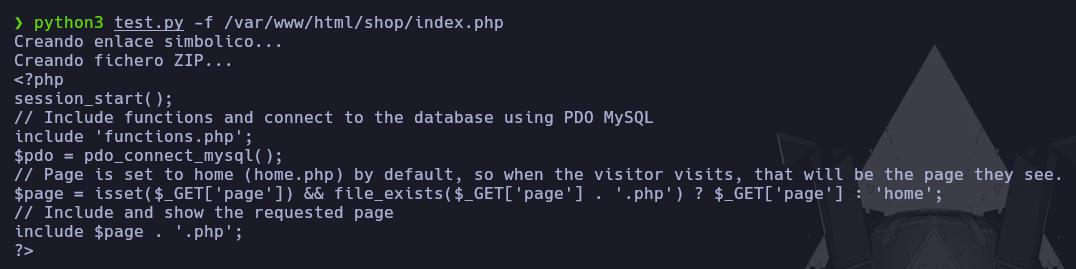 ❯ python3 test.py -f /var/www/html/shop/index.php
Creando enlace simbolico...
Creando fichero ZIP...
<?php
session_start();
// Include functions and connect to the database using PDO MySQL
include 'functions.php';
$pdo = pdo_connect_mysql();
// Page is set to home (home.php) by default, so when the visitor visits, that will be the page they see.
$page = isset($_GET['page']) && file_exists($_GET['page'] . '.php') ? $_GET['page'] : 'home';
// Include and show the requested page
include $page . '.php';
?>